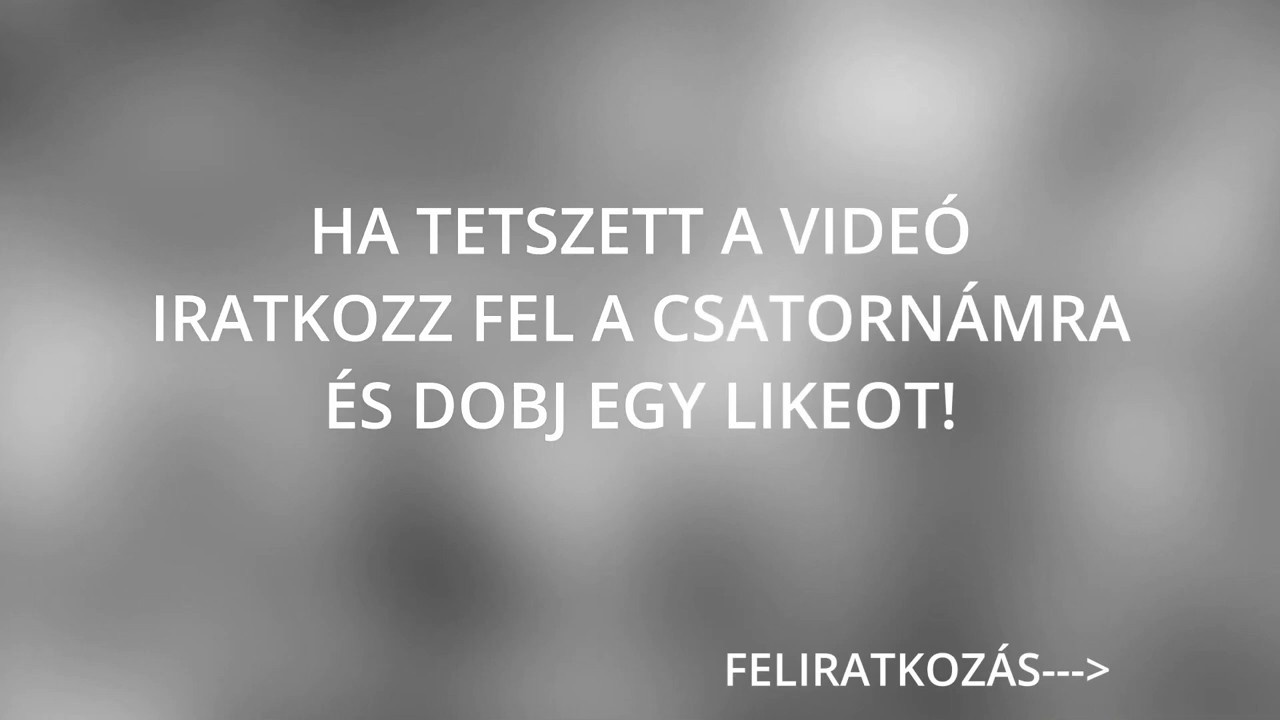 HA TETSZETT A VIDEÓ
IRATKOZZ FEL A CSATORNÁMRA
ÉS DOBJ EGY LIKEOT!
FELIRATKOZÁS--->